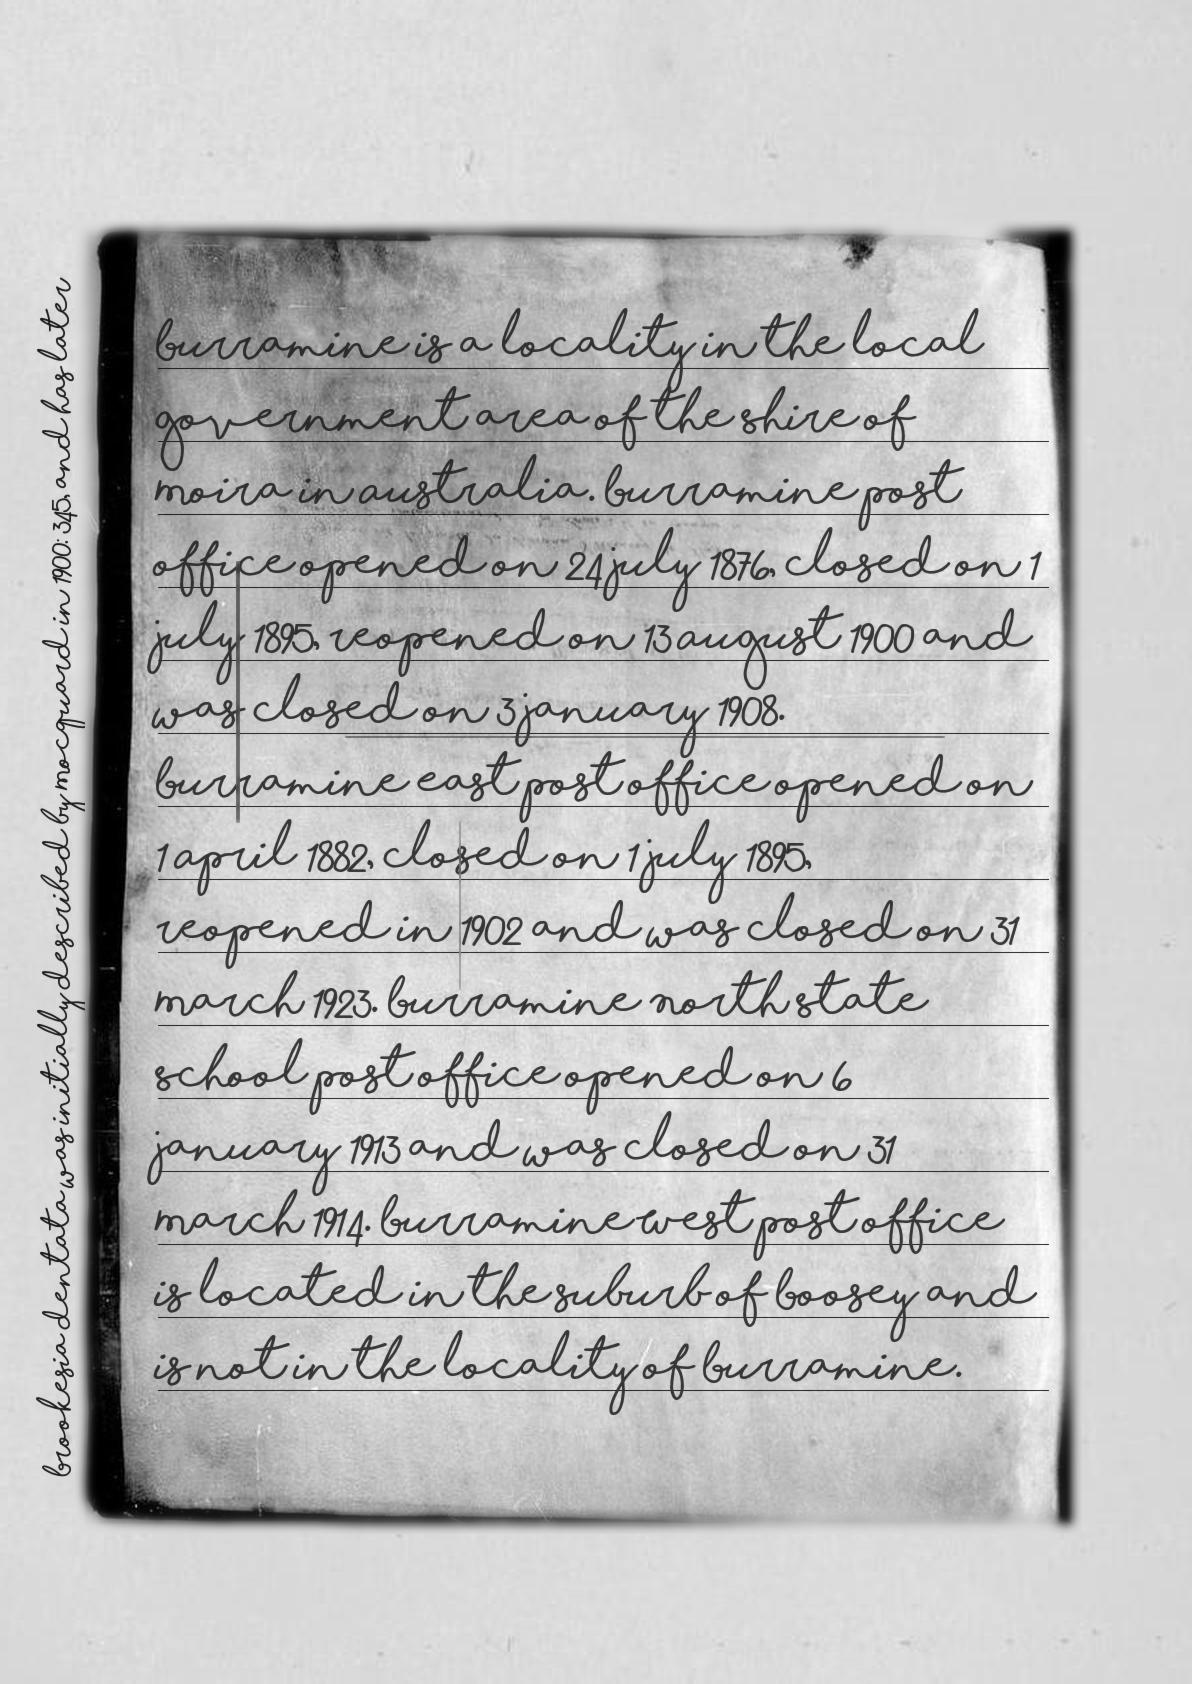 burramine is a locality in the local
government area of the shire of
moira in australia. burramine post
office opened on 24 july 1876, closed on 1
july 1895, reopened on 13 august 1900 and
was closed on 3 january 1908.
burramine east post office opened on
1 april 1882, closed on 1 july 1895,
reopened in 1902 and was closed on 31
march 1923. burramine north state
school post office opened on 6
january 1913 and was closed on 31
march 1914. burramine west post office
is located in the suburb of boosey and
is not in the locality of burramine.
brookesia dentata was initially described by mocquard in 1900: 345, and has later